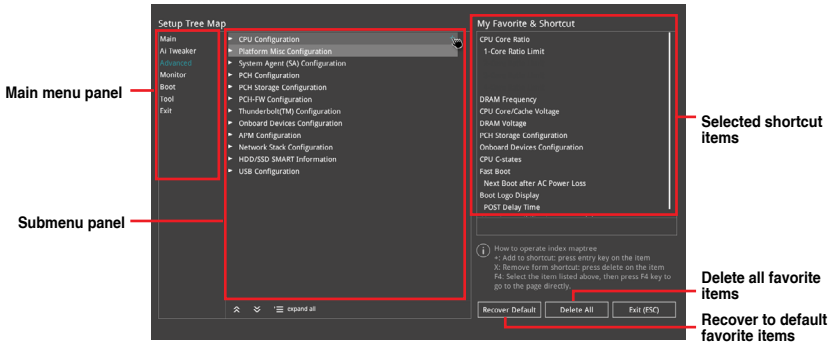 Setup Tree Map
Main
Ai Tweaker
Advanced
Monitor
Boot
Tool
Exit
CPU Configuration
Platform Misc Configuration
System Agent (SA) Configuration
PCH Configuration
PCH Storage Configuration
PCH-FW Configuration
Thunderbolt(TM) Configuration
Onboard Devices Configuration
APM Configuration
Network Stack Configuration
HDD/SSD SMART Information
USB Configuration
expand all
My Favorite & Shortcut
CPU Core Ratio
1-Core Ratio Limit
DRAM Frequency
CPU Core/Cache Voltage
DRAM Voltage
PCH Storage Configuration
Onboard Devices Configuration
CPU C-states
Fast Boot
Next Boot after AC Power Loss
Boot Logo Display
POST Delay Time
How to operate index maptree
+: Add to shortcut: press entry key on the item
X: Remove form shortcut: press delete on the item
F4: Select the item listed above, then press F4 key to
go to the page directly.
Recover Default
Delete All
Exit (ESC)
Main menu panel
Submenu panel
Selected shortcut
items
Delete all favorite
items
Recover to default
favorite items